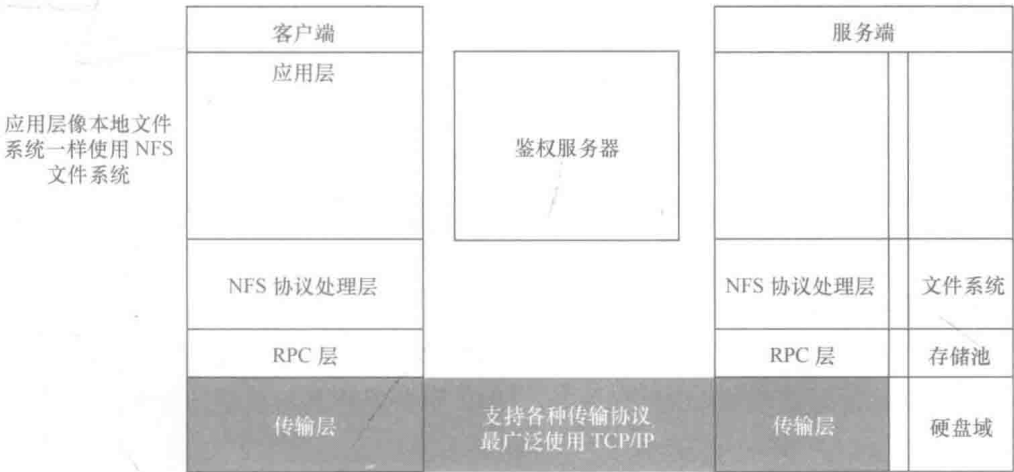 客户端
服务端
应用层
应用层像本地文件
系统一样使用 NFS
文件系统
鉴权服务器
NFS 协议处理层
NFS 协议处理层
文件系统
RPC 层
RPC 层
存储池
传输层
支持各种传输协议
最广泛使用 TCP/IP
传输层
硬盘域